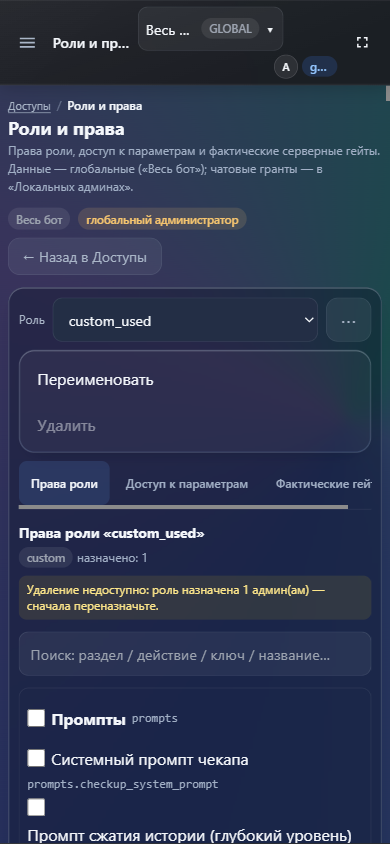 Роли и пр...
Весь ...
GLOBAL
A
g...
Доступы / Роли и права
Роли и права
Права роли, доступ к параметрам и фактические серверные гейты.
Данные — глобальные («Весь бот»); чатовые гранты — в
«Локальных админах».
Весь бот
глобальный администратор
← Назад в Доступы
Роль
custom_used
...
Переименовать
Удалить
Права роли
Доступ к параметрам
Фактические гей
Права роли «custom_used»
custom назначено: 1
Удаление недоступно: роль назначена 1 админ(ам) —
сначала переназначьте.
Поиск: раздел / действие / ключ / название...
Промпты prompts
Системный промпт чекапа
prompts.checkup_system_prompt
Промпт сжатия истории (глубокий уровень)